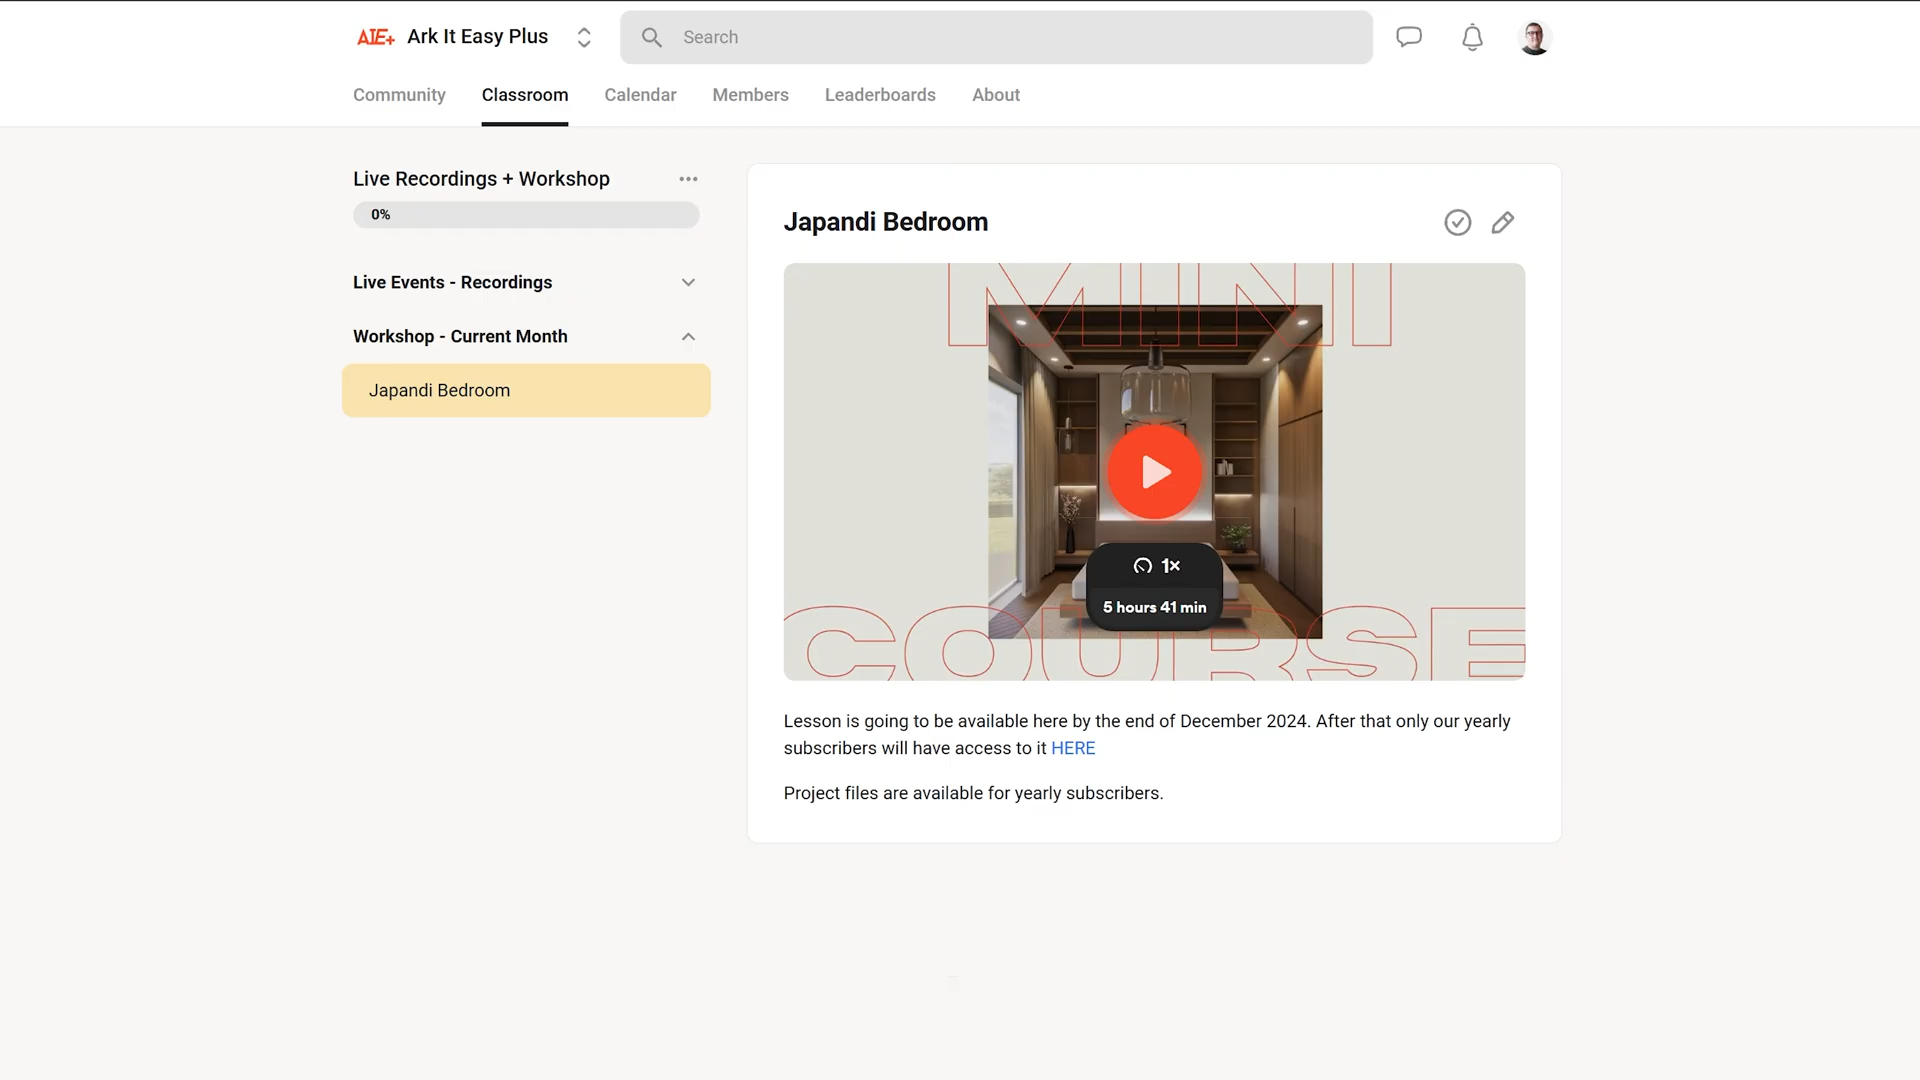 AIE+ Ark It Easy Plus
Search
Community
Classroom
Calendar
Members
Leaderboards
About
Live Recordings + Workshop
0%
Live Events - Recordings
Workshop - Current Month
Japandi Bedroom
Japandi Bedroom
MINI
1×
5 hours 41 min
COURSE
Lesson is going to be available here by the end of December 2024. After that only our yearly
subscribers will have access to it HERE
Project files are available for yearly subscribers.